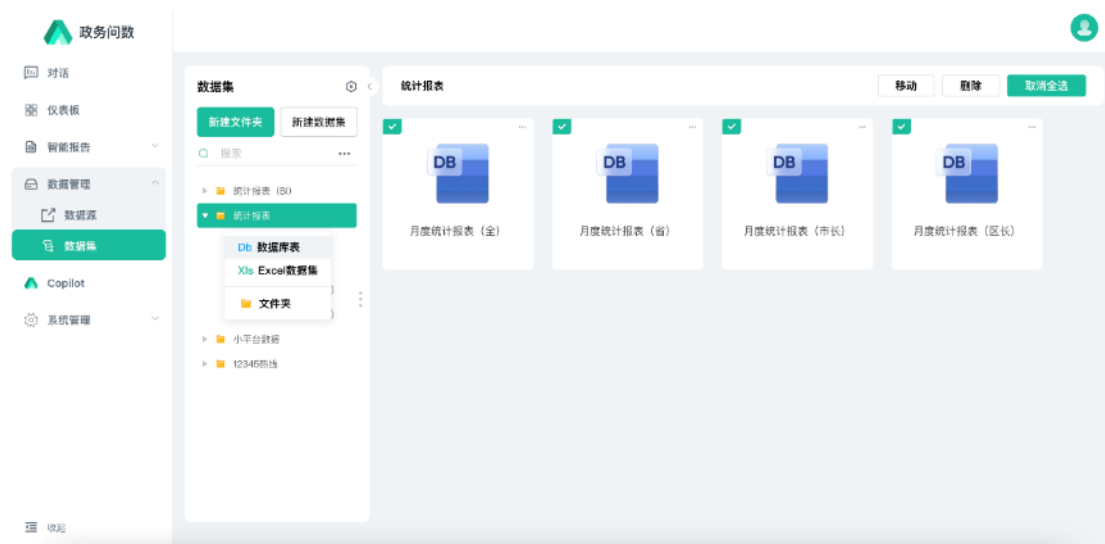 政务问数
对话
仪表板
智能报告
数据管理
数据源
数据集
Copilot
系统管理
收起
数据集
新建文件夹
新建数据集
搜索
统计报表（BI）
统计报表
Db 数据库表
Xls Excel数据集
文件夹
小平台数据
12345热线
统计报表
移动
删除
取消全选
DB
月度统计报表（全）
DB
月度统计报表（省）
DB
月度统计报表（市长）
DB
月度统计报表（区长）